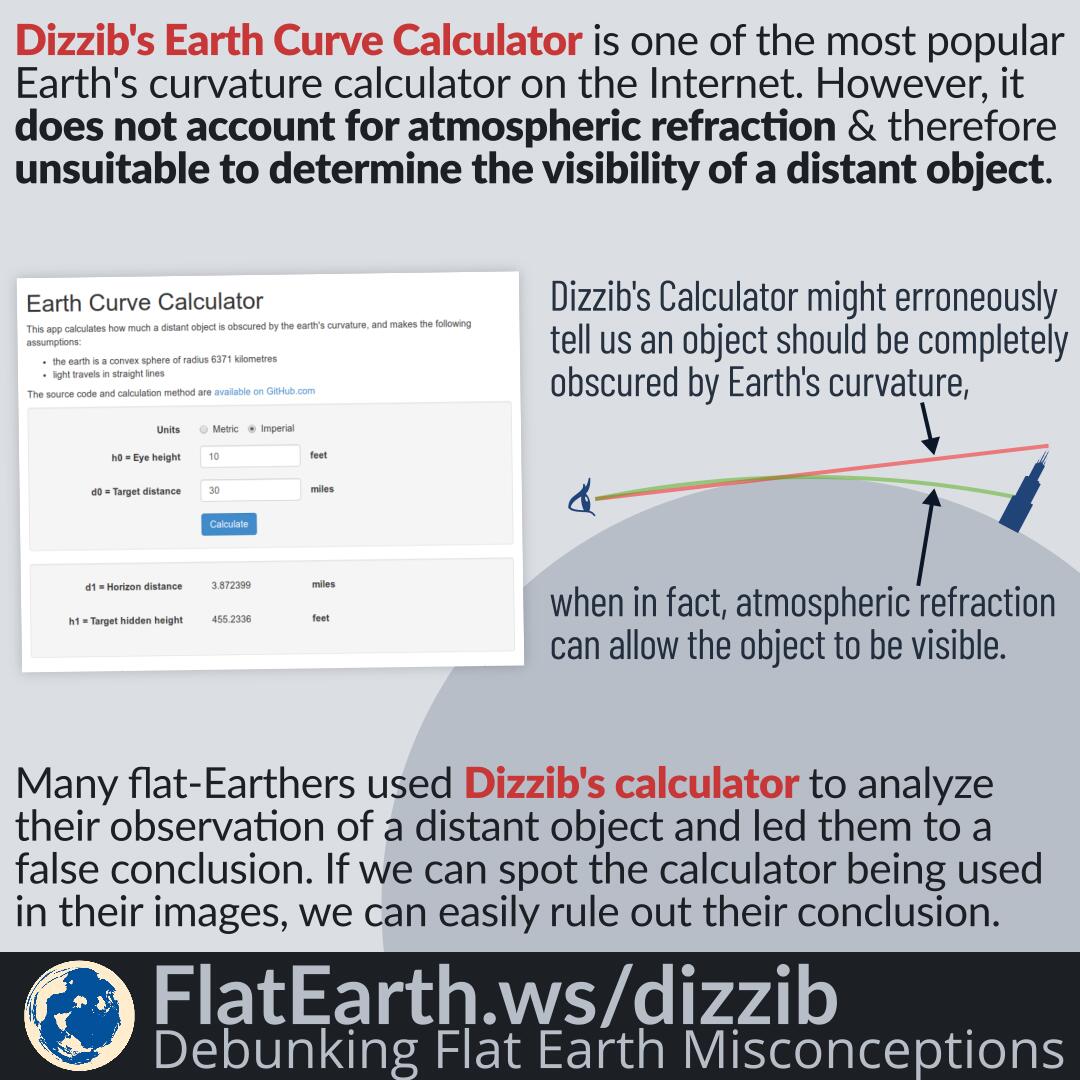 Dizzib's Earth Curve Calculator is one of the most popular
Earth's curvature calculator on the Internet. However, it
does not account for atmospheric refraction & therefore
unsuitable to determine the visibility of a distant object.
Earth Curve Calculator
This app calculates how much a distant object is obscured by the earth's curvature, and makes the following
assumptions:
• the earth is a convex sphere of radius 6371 kilometres
• light travels in straight lines
The source code and calculation method are available on GitHub.com
Units Metric Imperial
h0 = Eye height 10 feet
d0 = Target distance 30 miles
Calculate
d1 = Horizon distance 3.872399 miles
h1 = Target hidden height 455.2336 feet
Dizzib's Calculator might erroneously
tell us an object should be completely
obscured by Earth's curvature,
when in fact, atmospheric refraction
can allow the object to be visible.
Many flat-Earthers used Dizzib's calculator to analyze
their observation of a distant object and led them to a
false conclusion. If we can spot the calculator being used
in their images, we can easily rule out their conclusion.
FlatEarth.ws/dizzib
Debunking Flat Earth Misconceptions